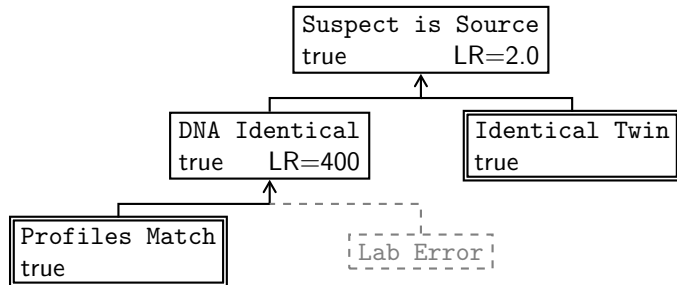 Suspect is Source
true LR=2.0
DNA Identical
true LR=400
Identical Twin
true
Profiles Match
true
Lab Error